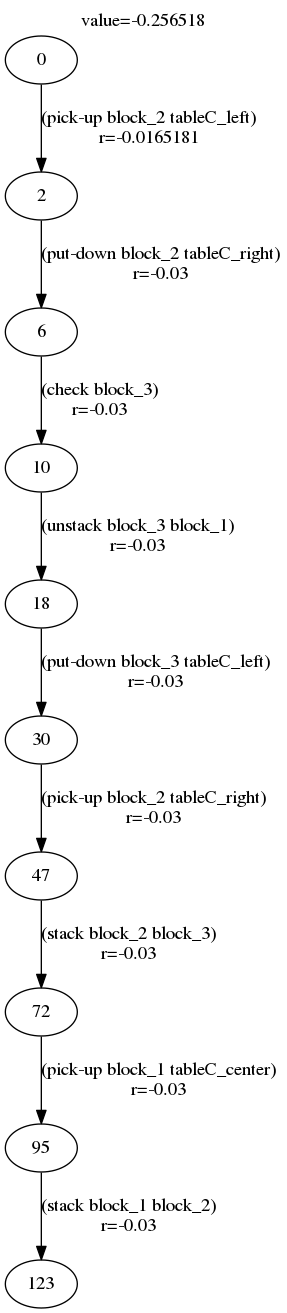 value=-0.256518
0
(pick-up block_2 tableC_left)
r=-0.0165181
2
(put-down block_2 tableC_right)
r=-0.03
6
(check block_3)
r=-0.03
10
(unstack block_3 block_1)
r=-0.03
18
(put-down block_3 tableC_left)
r=-0.03
30
(pick-up block_2 tableC_right)
r=-0.03
47
(stack block_2 block_3)
r=-0.03
72
(pick-up block_1 tableC_center)
r=-0.03
95
(stack block_1 block_2)
r=-0.03
123